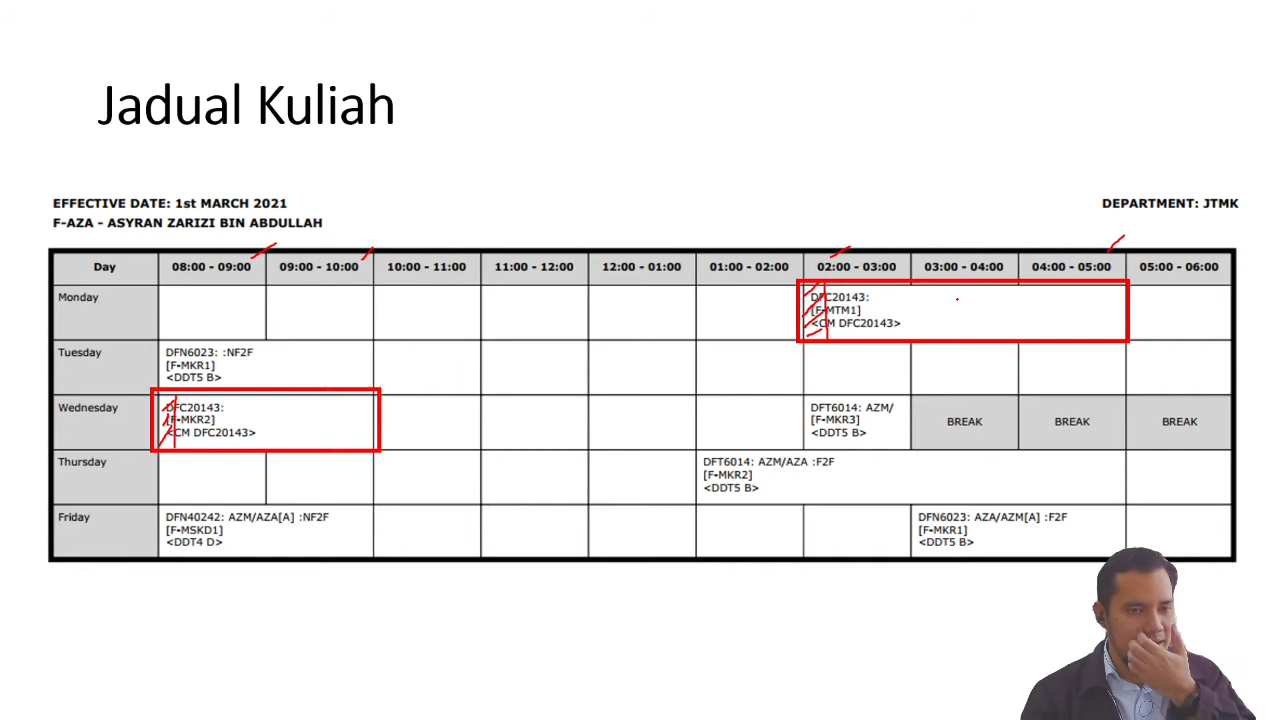 Jadual Kuliah
EFFECTIVE DATE: 1st MARCH 2021 DEPARTMENT: JTMK
F-AZA - ASYRAN ZARIZI BIN ABDULLAH
Day 08:00 - 09:00 09:00 - 10:00 10:00 - 11:00 11:00 - 12:00 12:00 - 01:00 01:00 - 02:00 02:00 - 03:00 03:00 - 04:00 04:00 - 05:00 05:00 - 06:00
Monday DFC20143:
[F-MTM1]
<CM DFC20143>
Tuesday DFN6023: :NF2F
[F-MKR1]
<DDT5 B>
Wednesday DFC20143: DFT6014: AZM/
[F-MKR2] [F-MKR3] BREAK BREAK BREAK
<CM DFC20143> <DDT5 B>
Thursday DFT6014: AZM/AZA :F2F
[F-MKR2]
<DDT5 B>
Friday DFN40242: AZM/AZA[A] :NF2F DFN6023: AZA/AZM[A] :F2F
[F-MSKD1] [F-MKR1]
<DDT4 D> <DDT5 B>